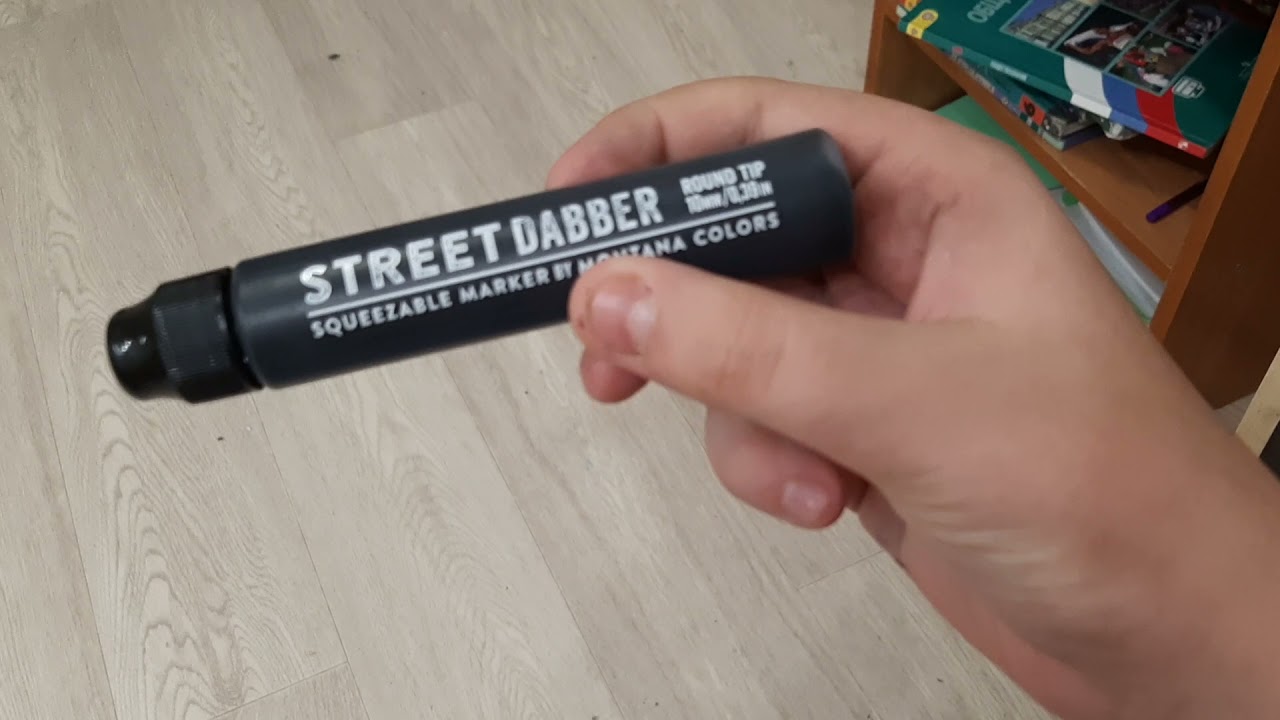 STREET DABBER
ROUND TIP
10MM/0,39IN
SQUEEZABLE MARKER BY MONTANA COLORS